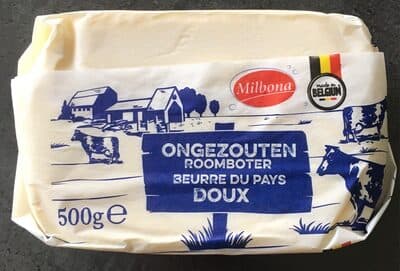 Milbona
made in
BELGIUM
ONGEZOUTEN
ROOMBOTER
BEURRE DU PAYS
DOUX
500g e